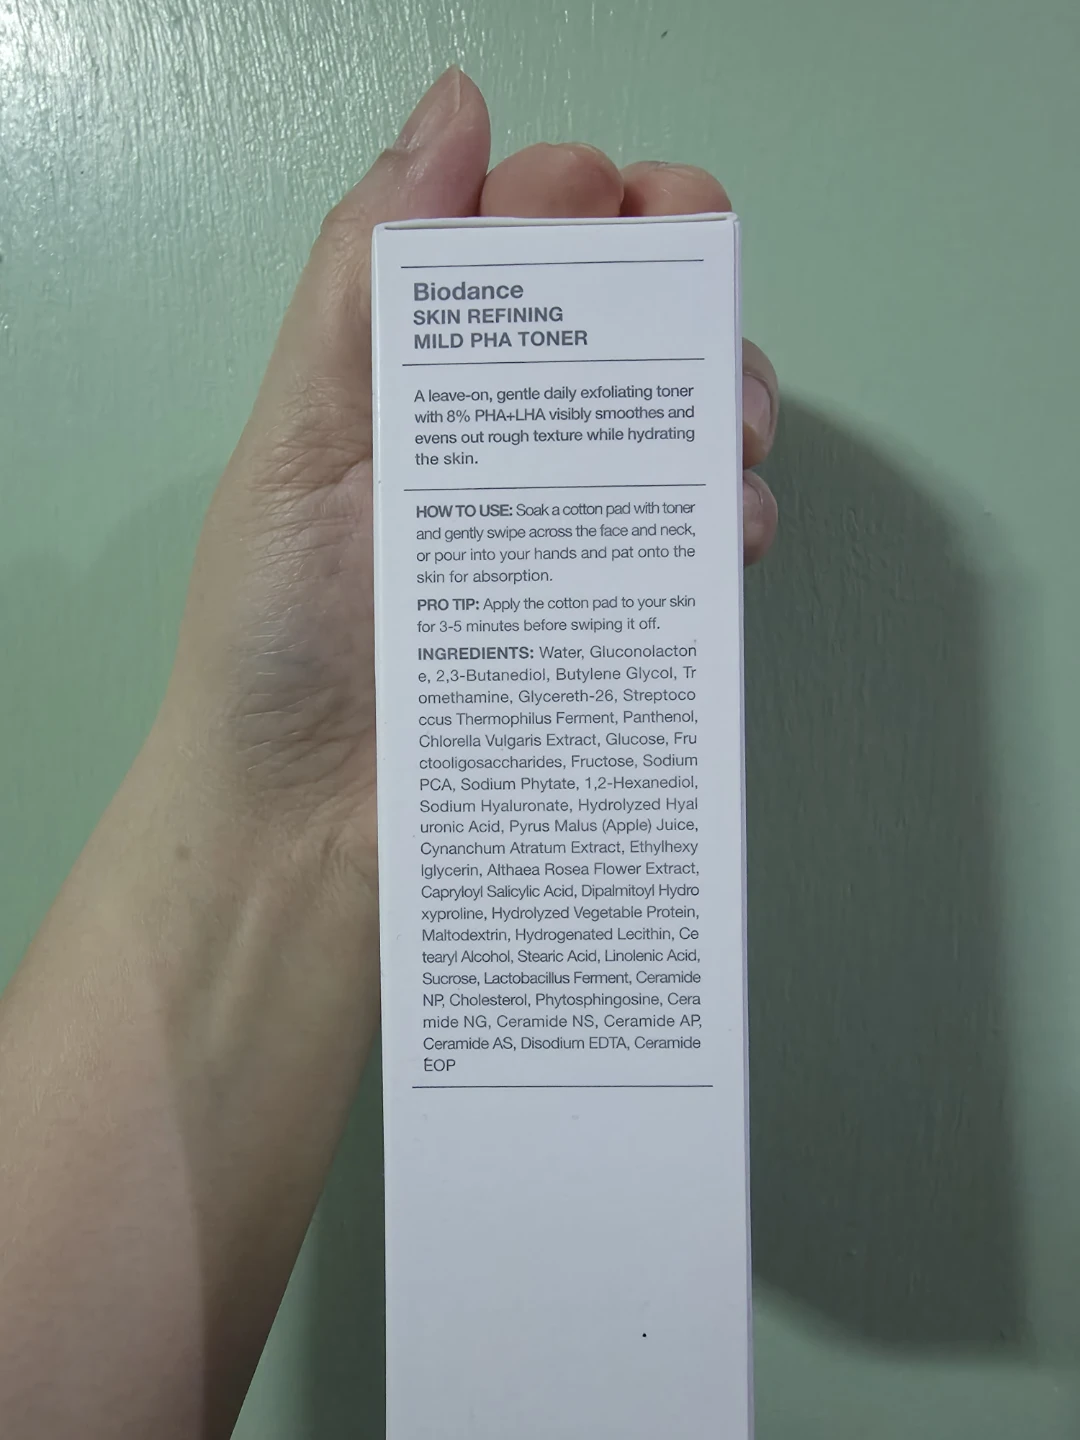 Biodance
SKIN REFINING
MILD PHA TONER
A leave-on, gentle daily exfoliating toner
with 8% PHA+LHA visibly smoothes and
evens out rough texture while hydrating
the skin.
HOW TO USE: Soak a cotton pad with toner
and gently swipe across the face and neck,
or pour into your hands and pat onto the
skin for absorption.
PRO TIP: Apply the cotton pad to your skin
for 3-5 minutes before swiping it off.
INGREDIENTS: Water, Gluconolacton
e, 2,3-Butanediol, Butylene Glycol, Tr
omethamine, Glycereth-26, Streptoco
ccus Thermophilus Ferment, Panthenol,
Chlorella Vulgaris Extract, Glucose, Fru
ctooligosaccharides, Fructose, Sodium
PCA, Sodium Phytate, 1,2-Hexanediol,
Sodium Hyaluronate, Hydrolyzed Hyal
uronic Acid, Pyrus Malus (Apple) Juice,
Cynanchum Atratum Extract, Ethylhexy
lglycerin, Althaea Rosea Flower Extract,
Capryloyl Salicylic Acid, Dipalmitoyl Hydro
xyproline, Hydrolyzed Vegetable Protein,
Maltodextrin, Hydrogenated Lecithin, Ce
tearyl Alcohol, Stearic Acid, Linolenic Acid,
Sucrose, Lactobacillus Ferment, Ceramide
NP, Cholesterol, Phytosphingosine, Cera
mide NG, Ceramide NS, Ceramide AP,
Ceramide AS, Disodium EDTA, Ceramide
EOP